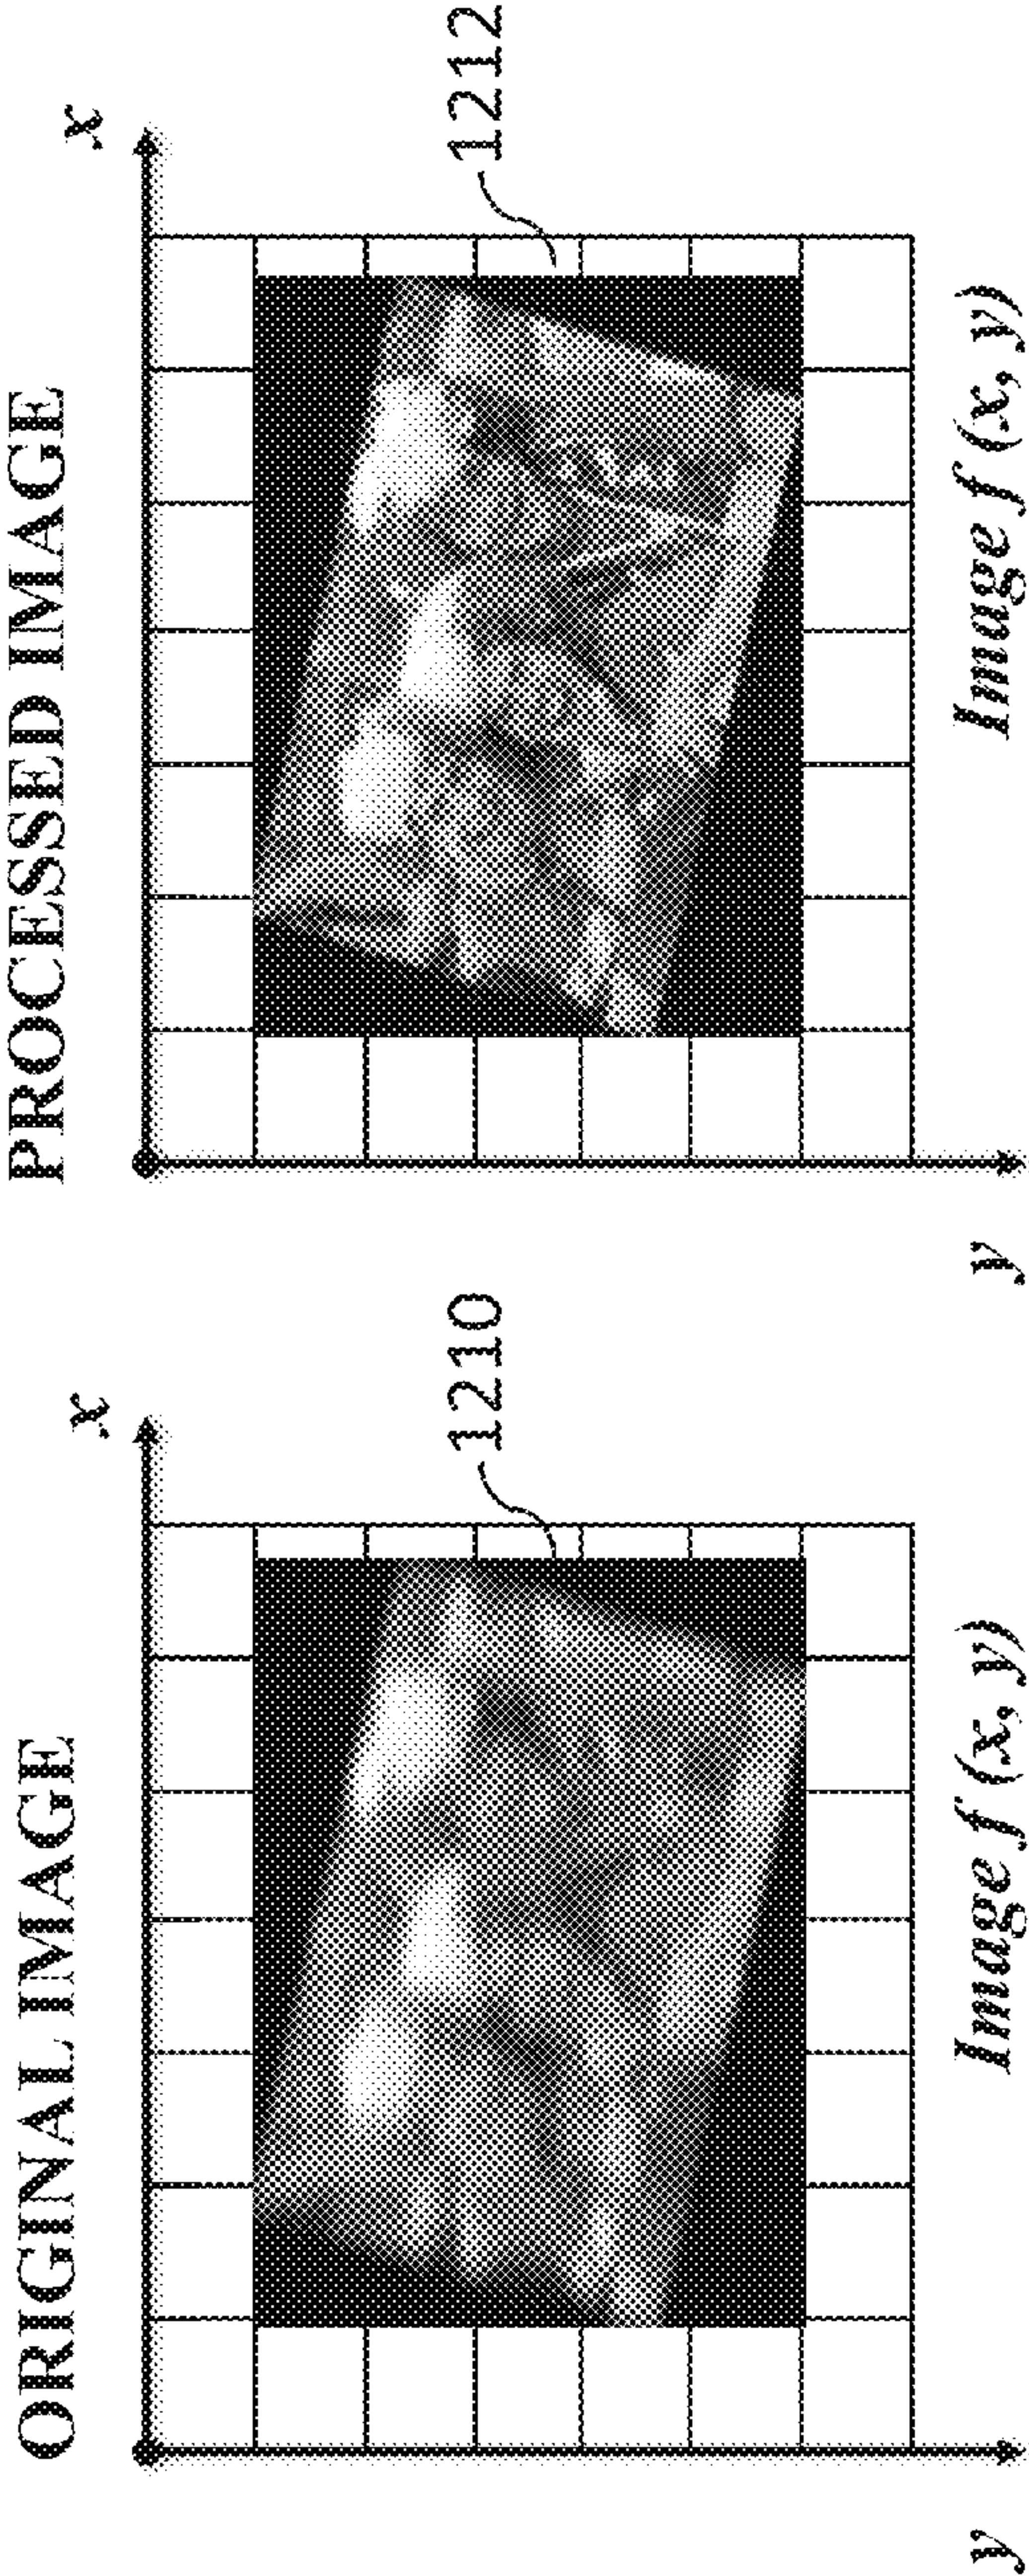 ORIGINAL IMAGE
x
1210
y
Image f (x, y)
PROCESSED IMAGE
x
1212
y
Image f (x, y)